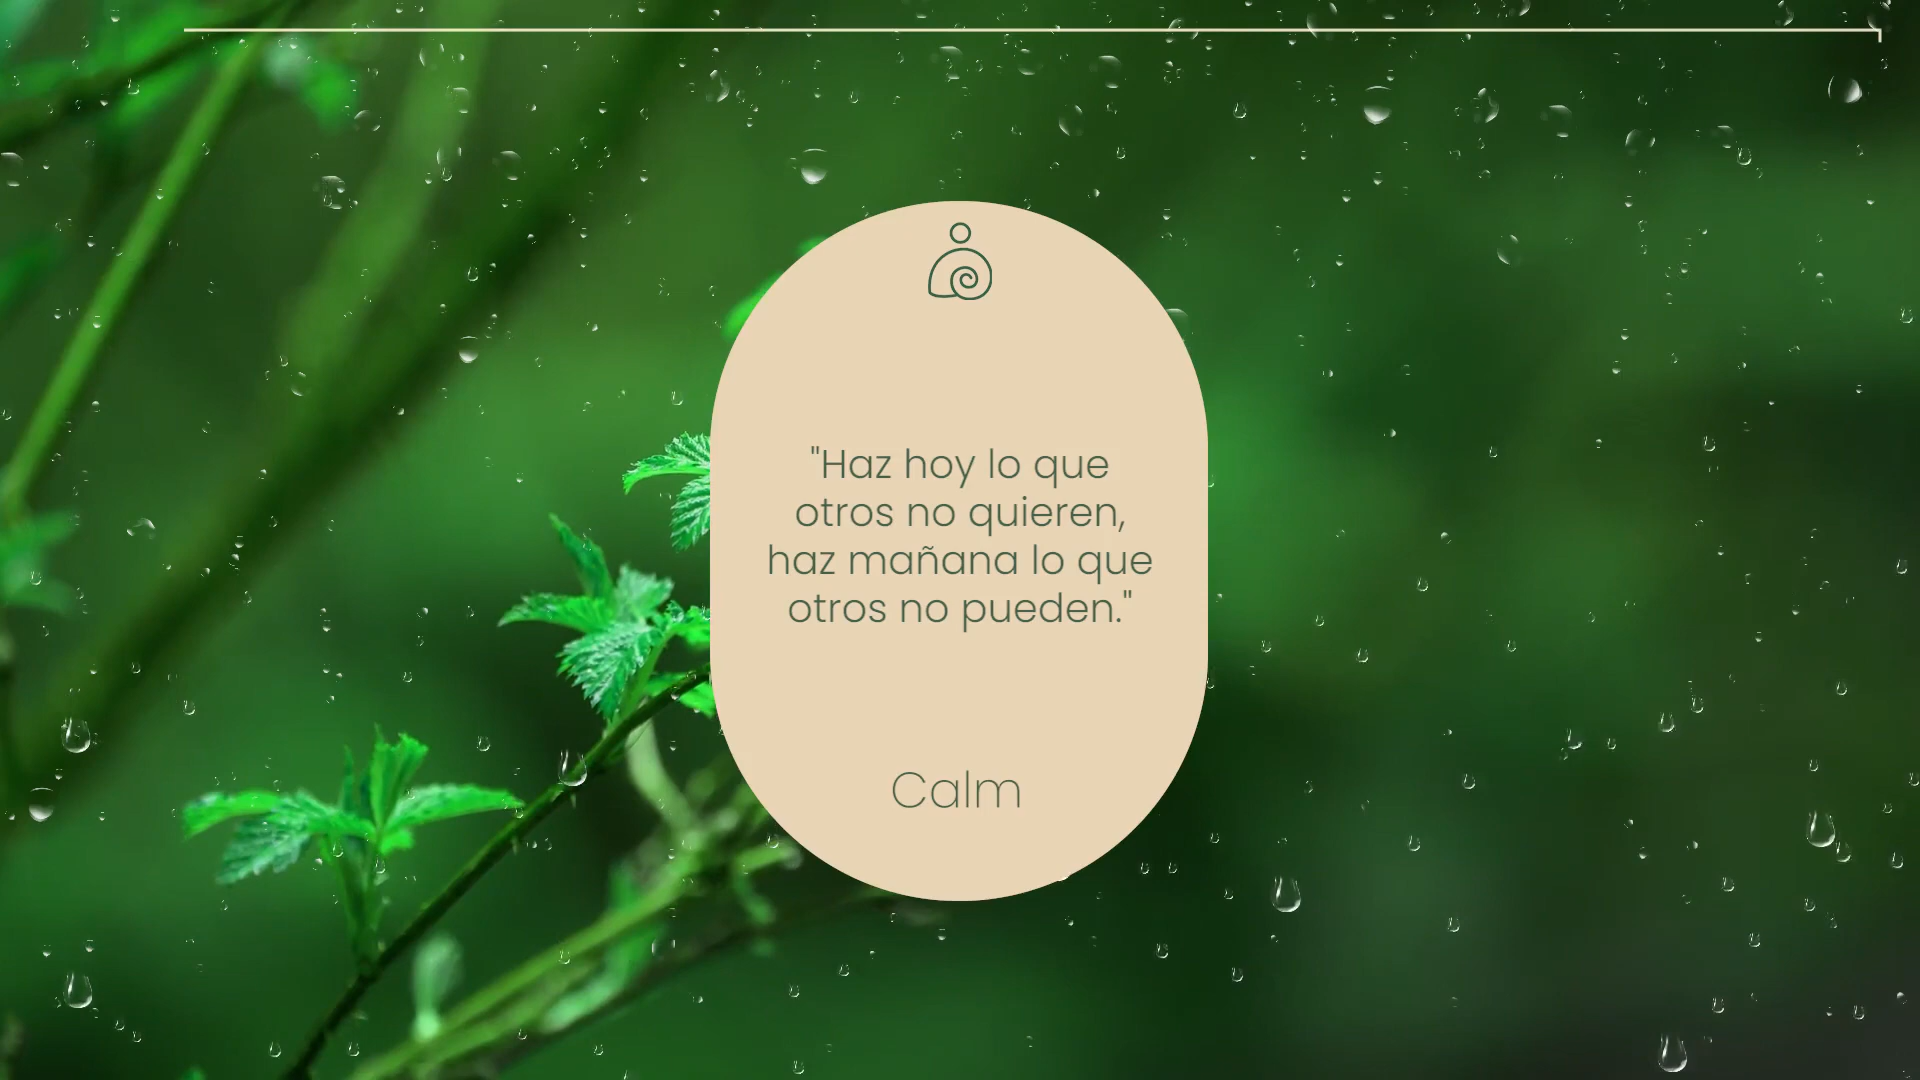 "Haz hoy lo que
otros no quieren,
haz mañana lo que
otros no pueden."
Calm